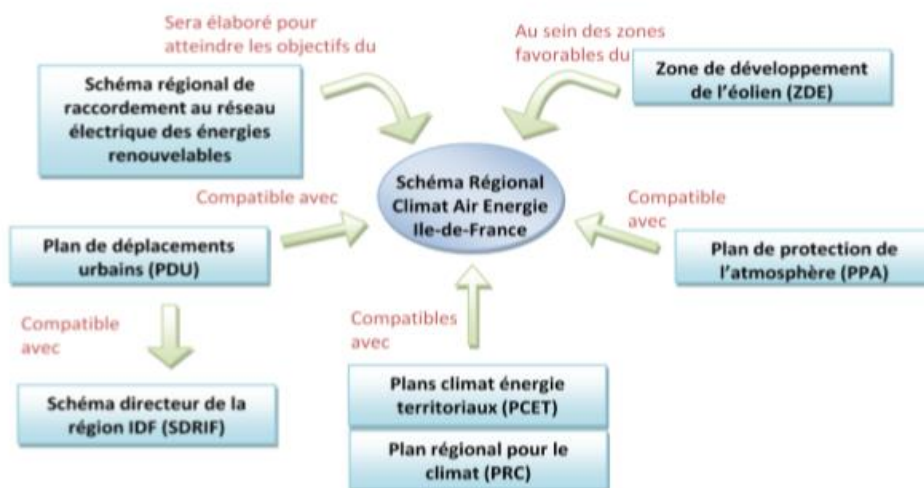 Sera élaboré pour
atteindre les objectifs du
Au sein des zones
favorables du
Schéma régional de
raccordement au réseau
électrique des énergies
renouvelables
Zone de développement
de l'éolien (ZDE)
Schéma Régional
Climat Air Energie
Ile-de-France
Compatible avec
Compatible
avec
Plan de déplacements
urbains (PDU)
Plan de protection de
l'atmosphère (PPA)
Compatible
avec
Compatibles
avec
Schéma directeur de la
région IDF (SDRIF)
Plans climat énergie
territoriaux (PCET)
Plan régional pour le
climat (PRC)